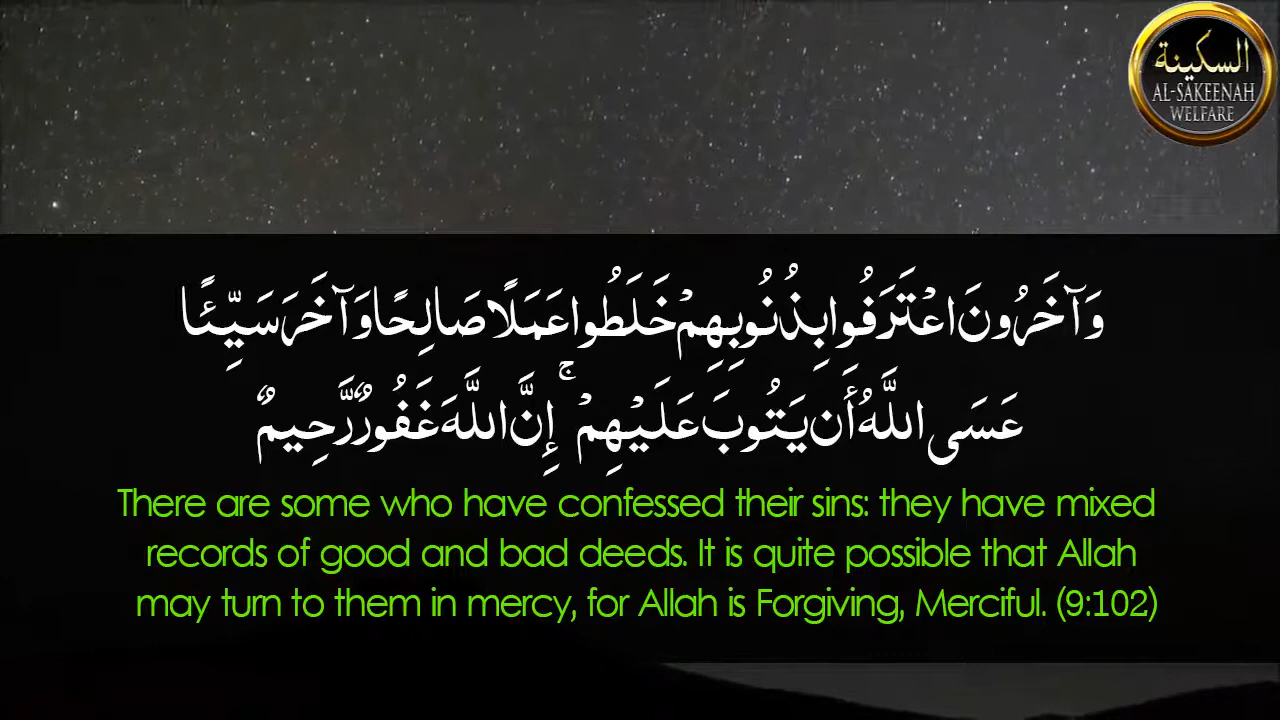 السكينة
AL-SAKEENAH
WELFARE
وَآخَرُونَ اعْتَرَفُوا بِذُنُوبِهِمْ خَلَطُوا عَمَلًا صَالِحًا وَآخَرَ سَيِّئًا
عَسَى اللَّهُ أَن يَتُوبَ عَلَيْهِمْ ۚ إِنَّ اللَّهَ غَفُورٌ رَّحِيمٌ
There are some who have confessed their sins: they have mixed
records of good and bad deeds. It is quite possible that Allah
may turn to them in mercy, for Allah is Forgiving, Merciful. (9:102)